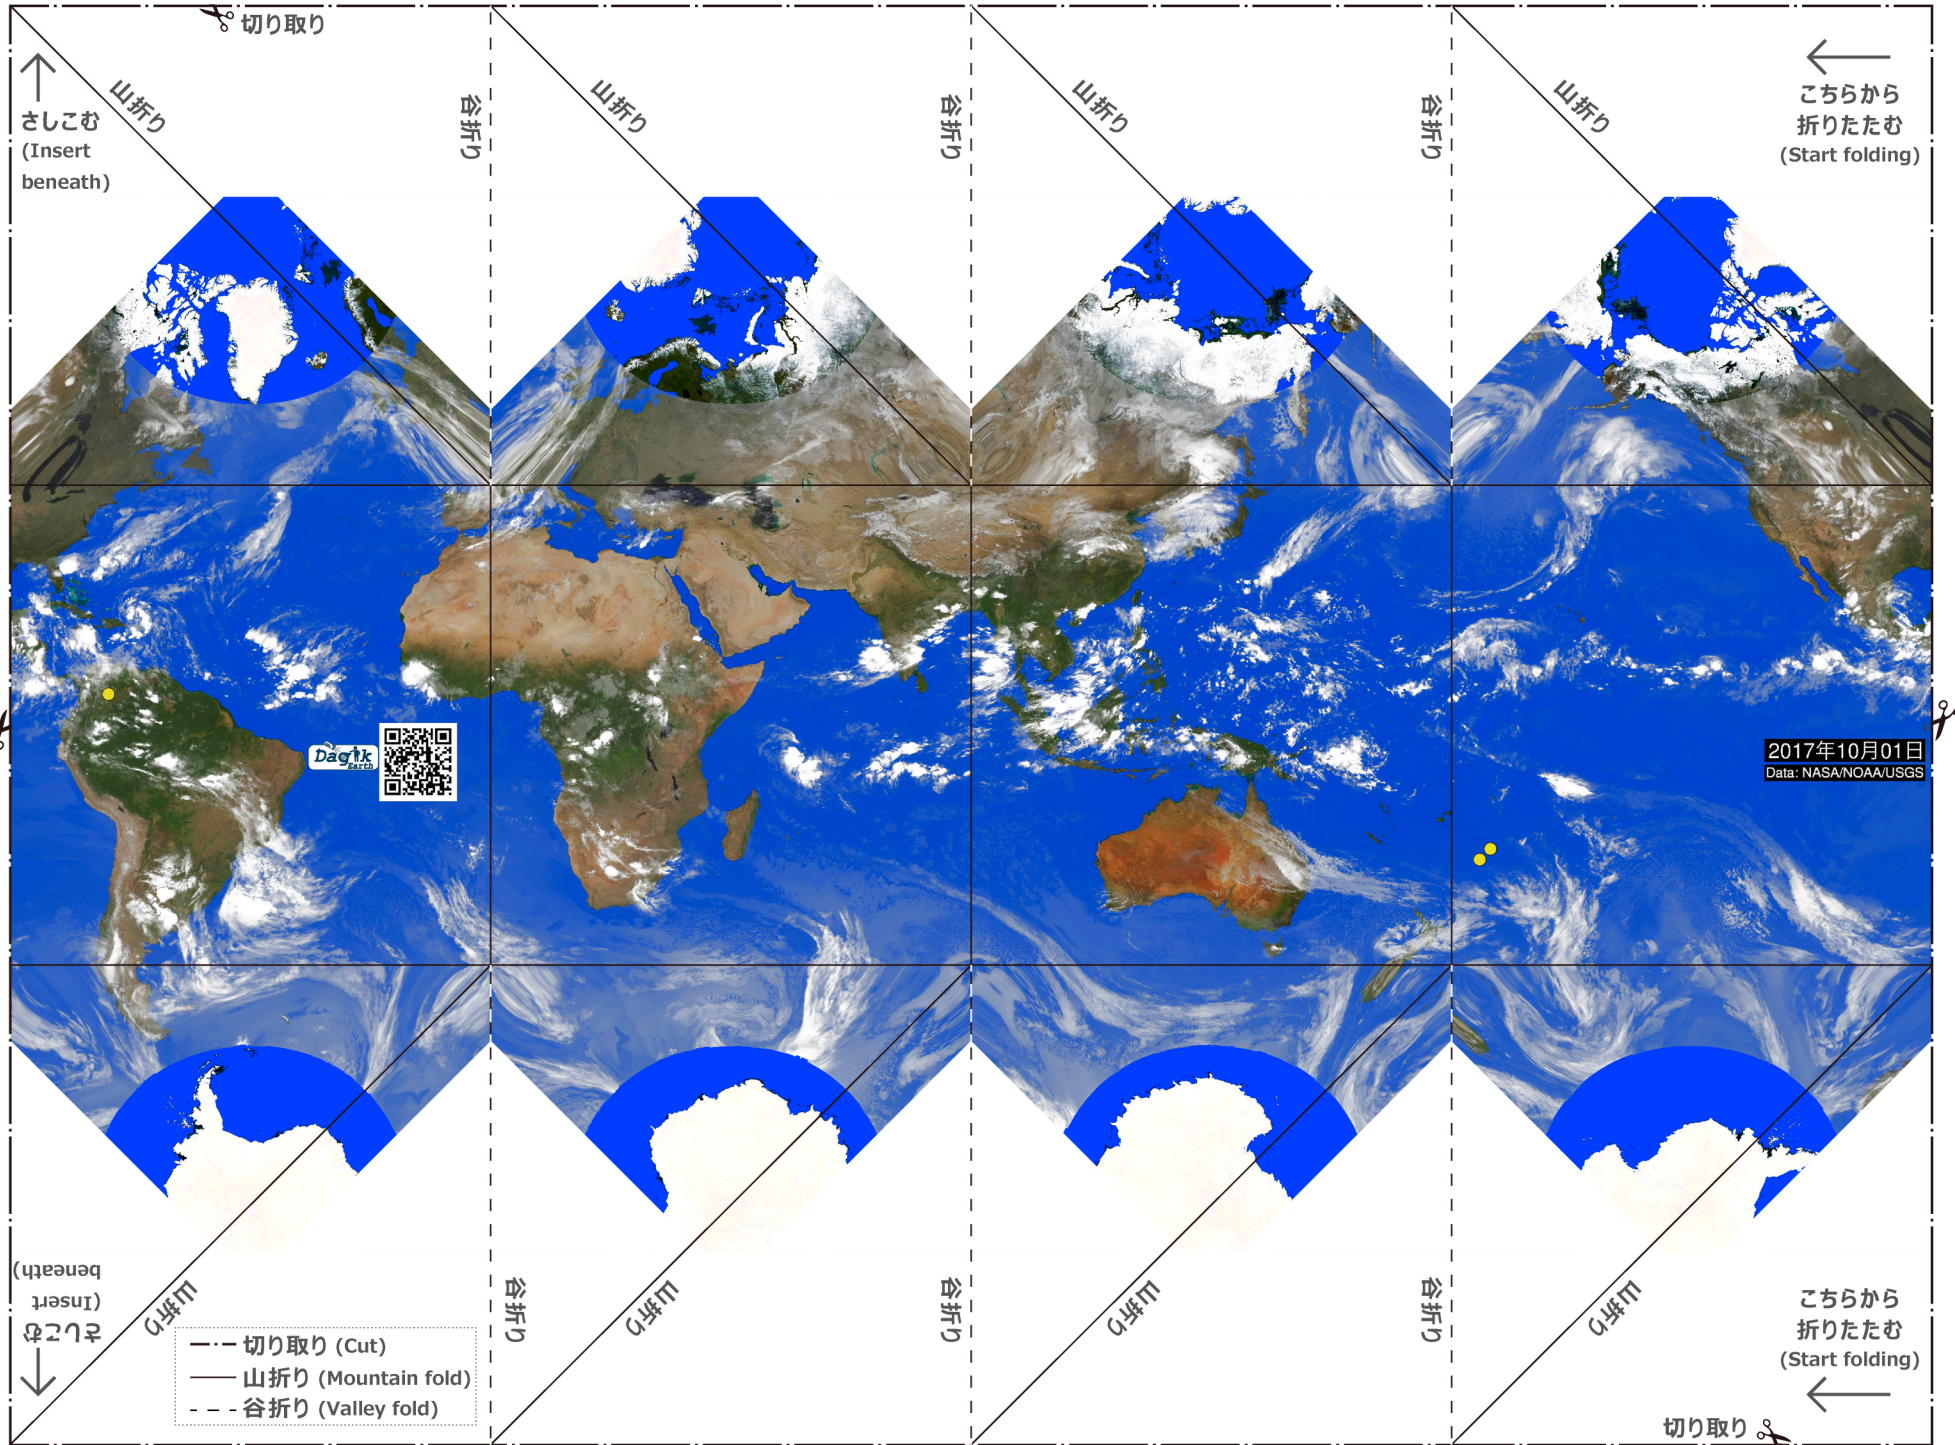 切り取り
山折り
谷折り
山折り
谷折り
山折り
谷折り
山折り
こちらから
折りたたむ
(Start folding)
さしこむ
(Insert
beneath)
Dagik
Earth
2017年10月01日
Data: NASA/NOAA/USGS
さしこむ
(Insert
beneath)
山折り
谷折り
山折り
谷折り
山折り
谷折り
山折り
こちらから
折りたたむ
(Start folding)
切り取り (Cut)
山折り (Mountain fold)
谷折り (Valley fold)
切り取り